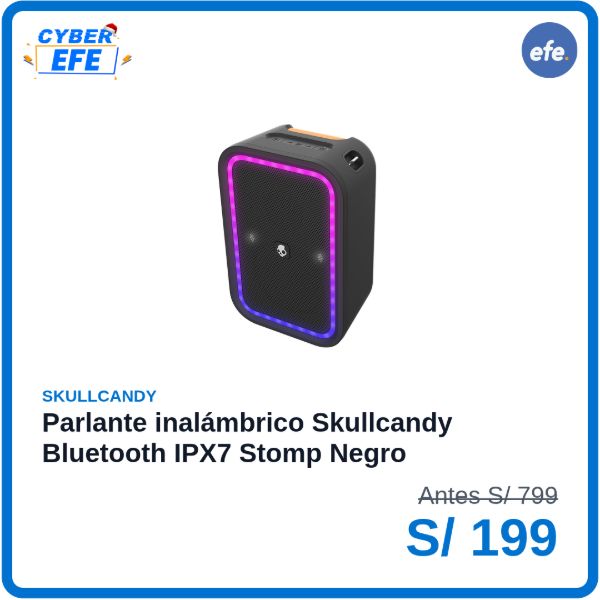 CYBER
EFE
efe.
SKULLCANDY
Parlante inalámbrico Skullcandy
Bluetooth IPX7 Stomp Negro
Antes S/ 799
S/ 199